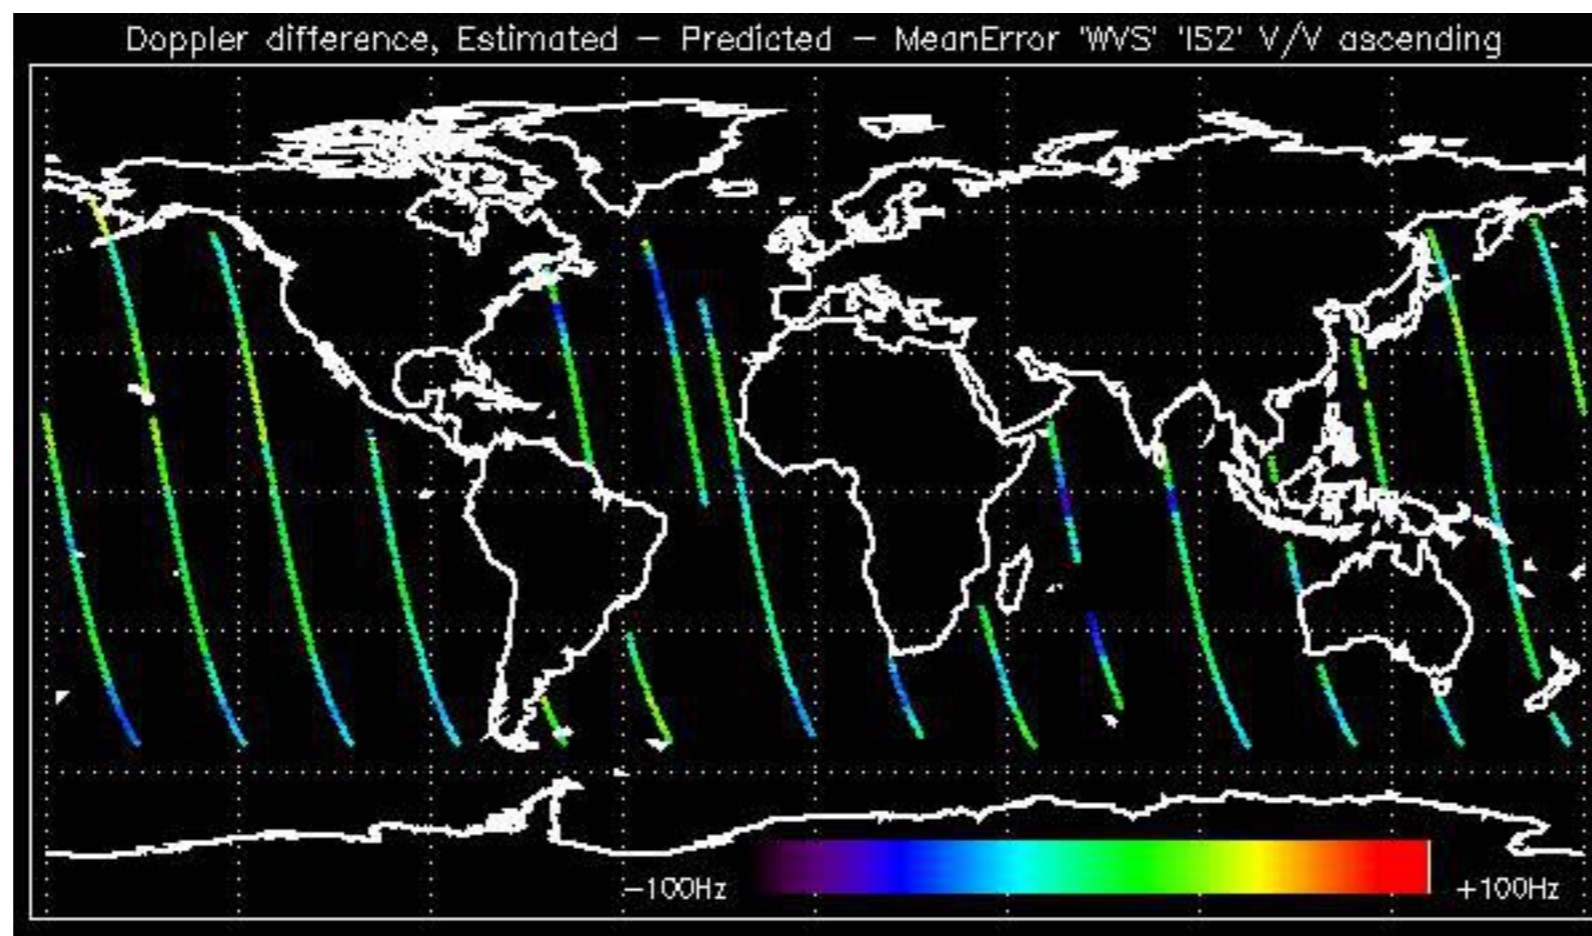 Doppler difference, Estimated – Predicted – MeanError 'WVS' 'IS2' V/V ascending
–100Hz +100Hz